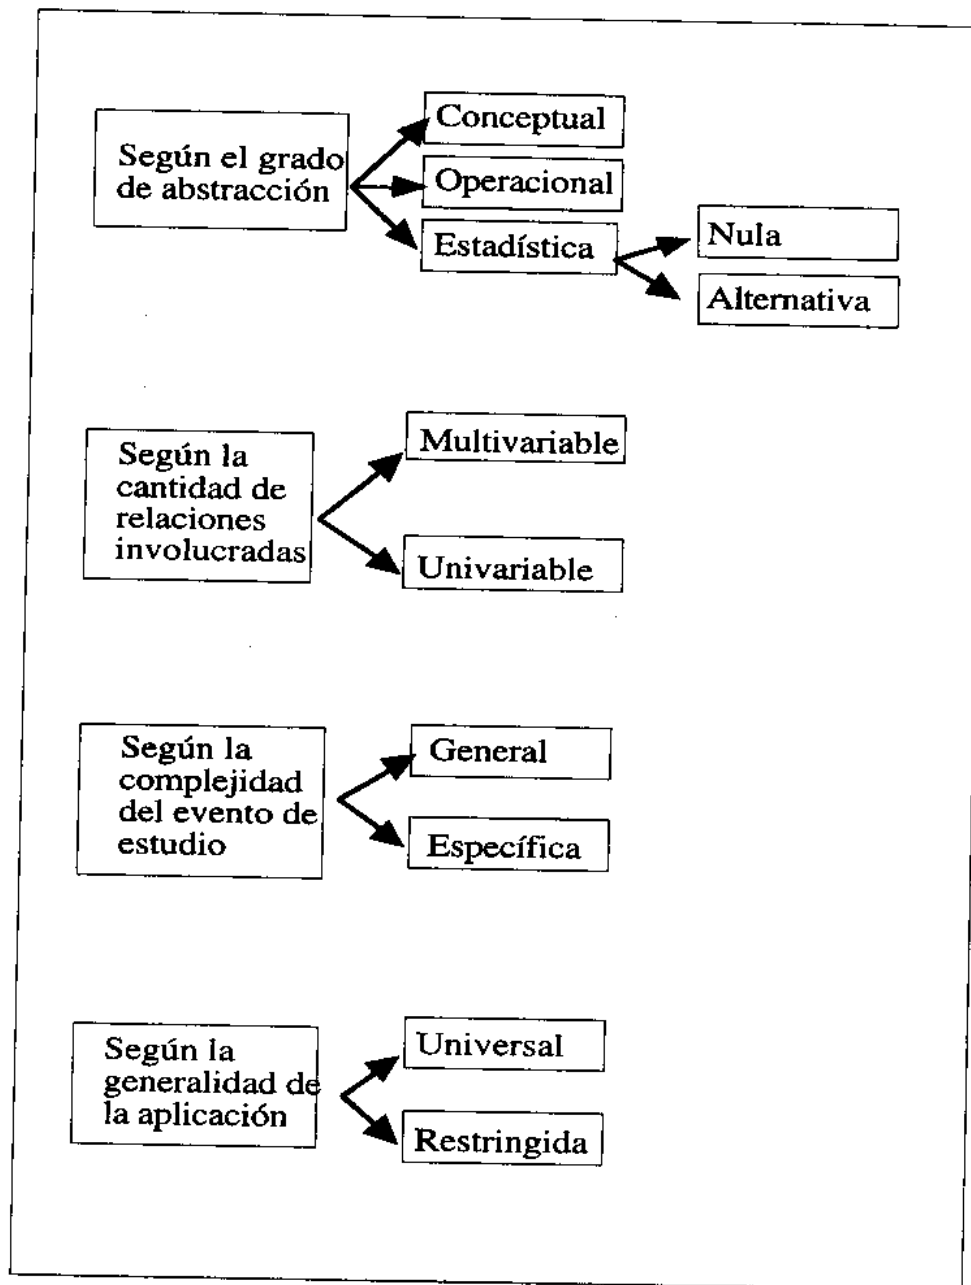 Según el grado
de abstracción
Conceptual
Operacional
Estadística
Nula
Alternativa
Según la
cantidad de
relaciones
involucradas
Multivariable
Univariable
Según la
complejidad
del evento de
estudio
General
Específica
Según la
generalidad de
la aplicación
Universal
Restringida